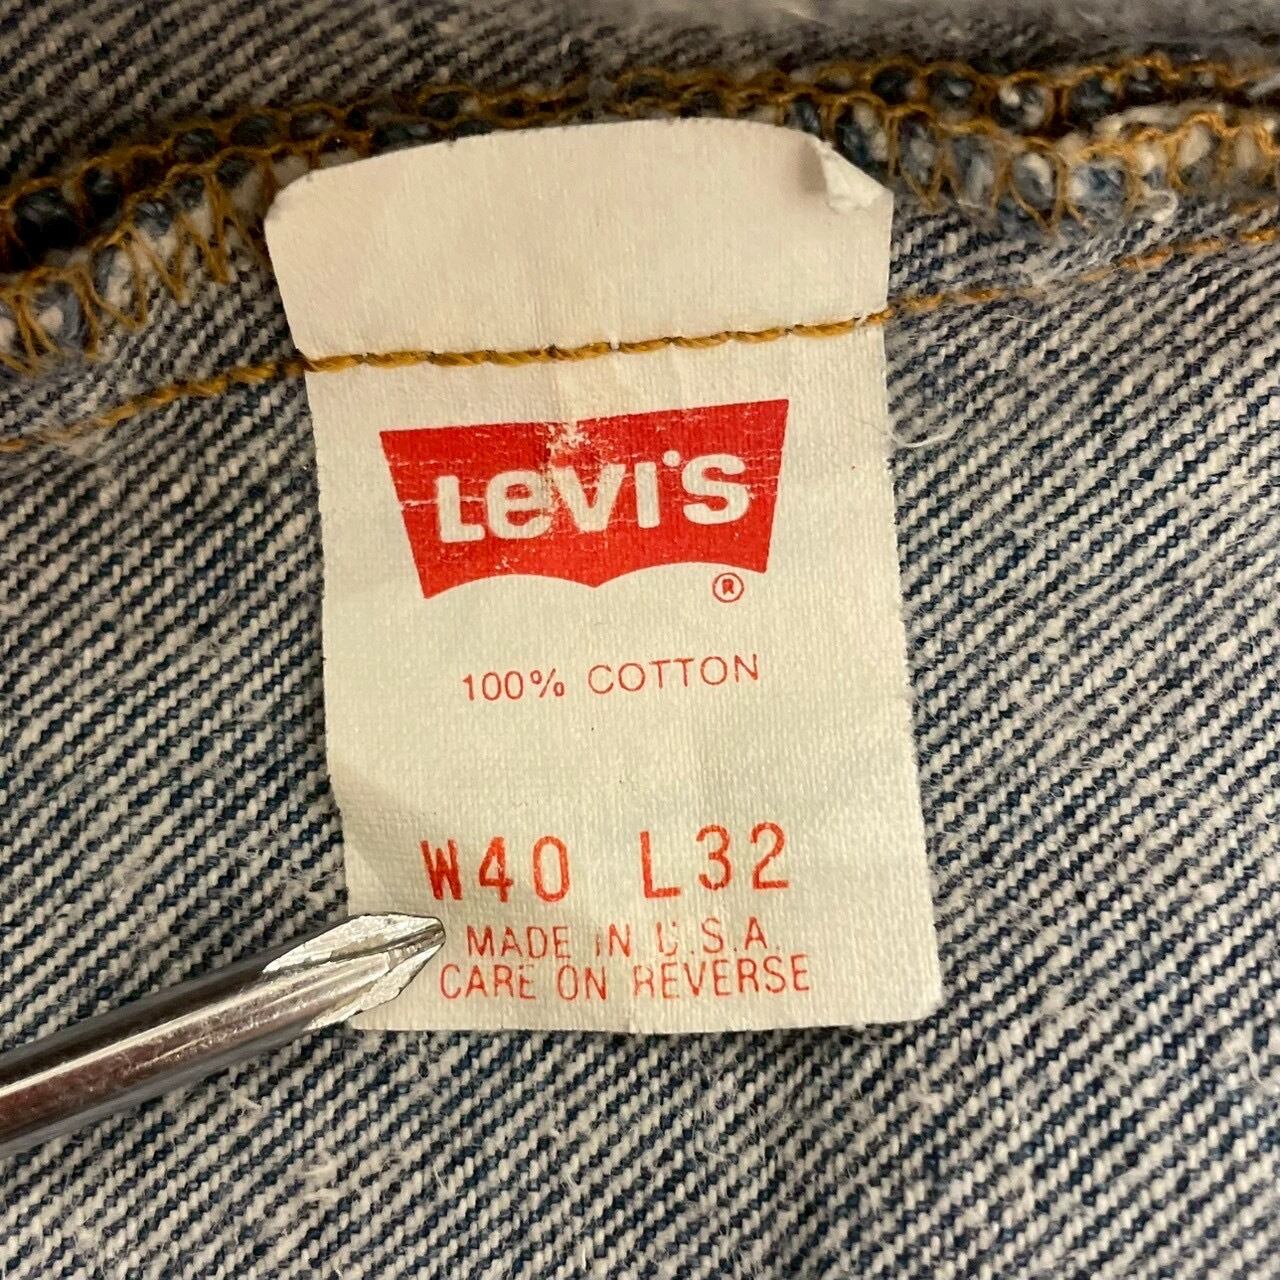 Levi's
®
100% COTTON
W40 L32
MADE IN U.S.A.
CARE ON REVERSE